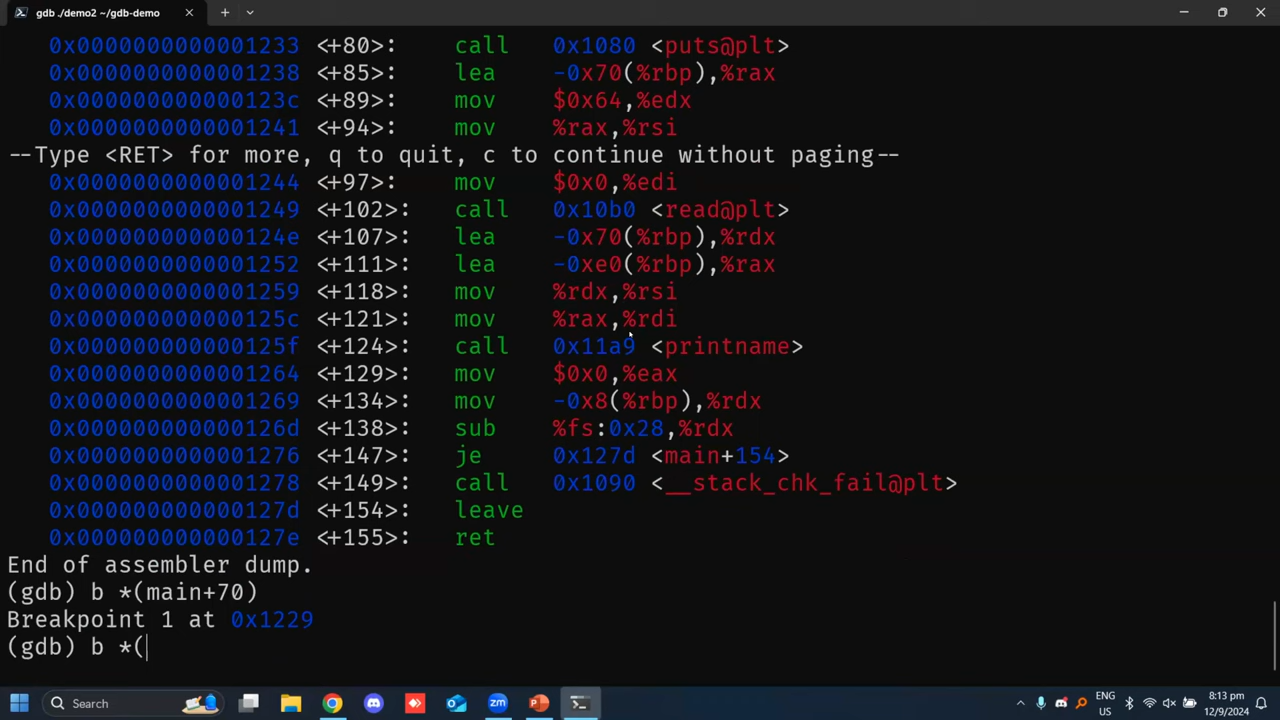 gdb ./demo2 ~/gdb-demo
0x0000000000001233 <+80>: call 0x1080 <puts@plt>
0x0000000000001238 <+85>: lea -0x70(%rbp),%rax
0x000000000000123c <+89>: mov $0x64,%edx
0x0000000000001241 <+94>: mov %rax,%rsi
--Type <RET> for more, q to quit, c to continue without paging--
0x0000000000001244 <+97>: mov $0x0,%edi
0x0000000000001249 <+102>: call 0x10b0 <read@plt>
0x000000000000124e <+107>: lea -0x70(%rbp),%rdx
0x0000000000001252 <+111>: lea -0xe0(%rbp),%rax
0x0000000000001259 <+118>: mov %rdx,%rsi
0x000000000000125c <+121>: mov %rax,%rdi
0x000000000000125f <+124>: call 0x11a9 <printname>
0x0000000000001264 <+129>: mov $0x0,%eax
0x0000000000001269 <+134>: mov -0x8(%rbp),%rdx
0x000000000000126d <+138>: sub %fs:0x28,%rdx
0x0000000000001276 <+147>: je 0x127d <main+154>
0x0000000000001278 <+149>: call 0x1090 <__stack_chk_fail@plt>
0x000000000000127d <+154>: leave
0x000000000000127e <+155>: ret
End of assembler dump.
(gdb) b *(main+70)
Breakpoint 1 at 0x1229
(gdb) b *(
Search
ENG
US
8:13 pm
12/9/2024